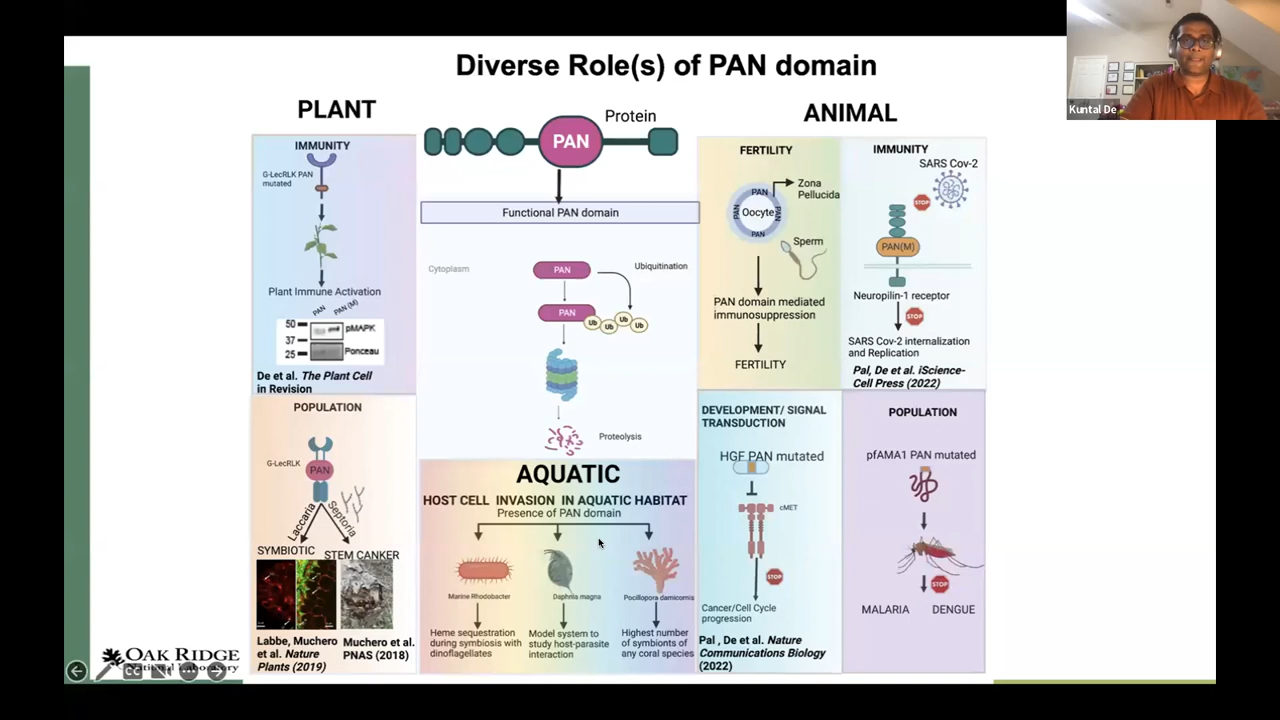 Diverse Role(s) of PAN domain
Kuntal De
PLANT
IMMUNITY
G-LecRLK PAN
mutated
Plant Immune Activation
PAN
PAN (M)
50
37
25
pMAPK
Ponceau
De et al. The Plant Cell
in Revision
POPULATION
G-LecRLK
PAN
Laccaria
Septoria
SYMBIOTIC
STEM CANKER
Labbe, Muchero
et al. Nature
Plants (2019)
Muchero et al.
PNAS (2018)
Protein
PAN
Functional PAN domain
Cytoplasm
PAN
Ubiquitination
PAN
Ub
Ub
Ub
Ub
Proteolysis
AQUATIC
HOST CELL INVASION IN AQUATIC HABITAT
Presence of PAN domain
Marine Rhodobacter
Daphnia magna
Pocillopora damicornis
Heme sequestration
during symbiosis with
dinoflagellates
Model system to
study host-parasite
interaction
Highest number
of symbionts of
any coral species
ANIMAL
FERTILITY
PAN
PAN
PAN
PAN
Oocyte
Zona
Pellucida
Sperm
PAN domain mediated
immunosuppression
FERTILITY
IMMUNITY
SARS Cov-2
STOP
PAN(M)
Neuropilin-1 receptor
STOP
SARS Cov-2 internalization
and Replication
Pal, De et al. iScience-
Cell Press (2022)
DEVELOPMENT/ SIGNAL
TRANSDUCTION
HGF PAN mutated
cMET
STOP
Cancer/Cell Cycle
progression
Pal , De et al. Nature
Communications Biology
(2022)
POPULATION
pfAMA1 PAN mutated
STOP
MALARIA
DENGUE
OAK RIDGE
National Laboratory
CC